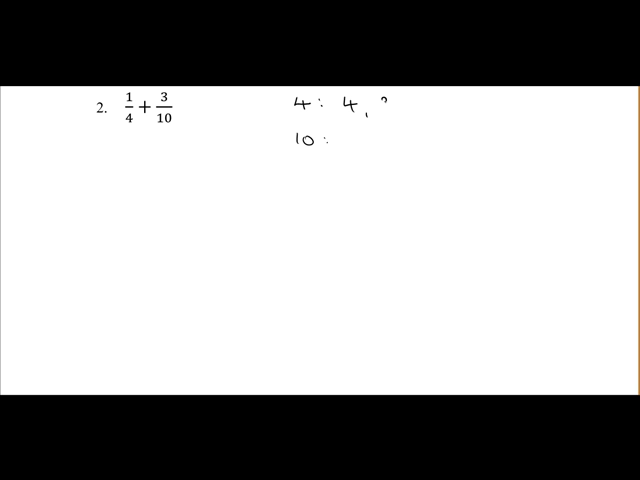 2. 1/4 + 3/10
4 : 4 ,
10 :